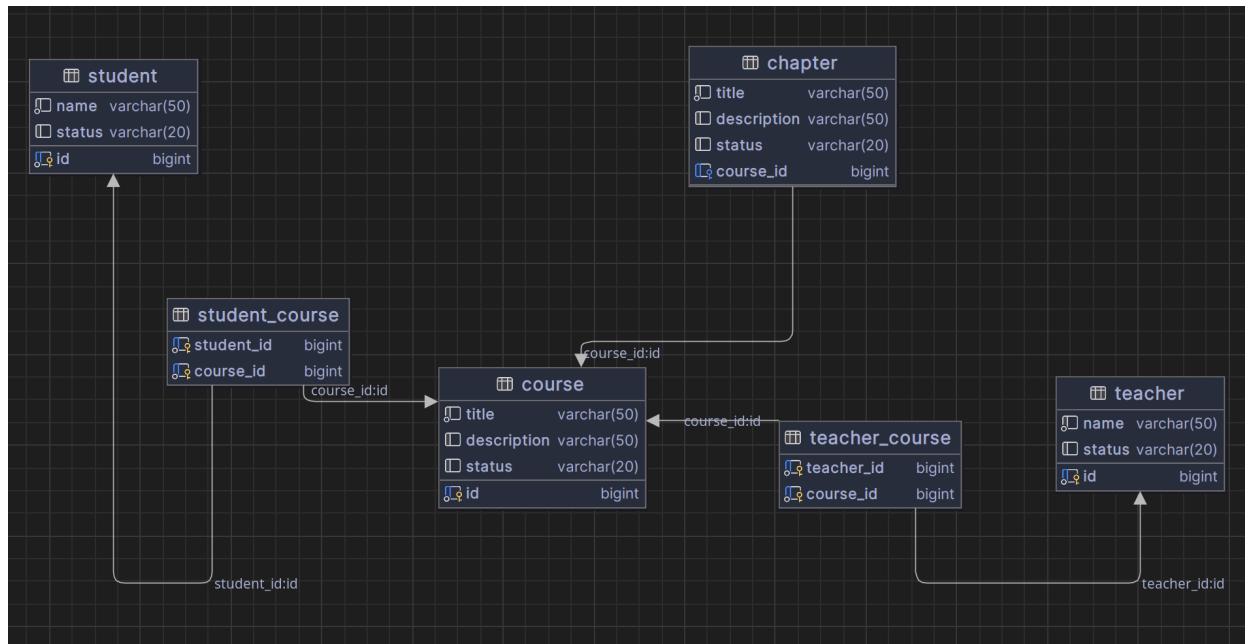 student
name varchar(50)
status varchar(20)
id bigint
chapter
title varchar(50)
description varchar(50)
status varchar(20)
course_id bigint
student_course
student_id bigint
course_id bigint
course_id:id
course_id:id
course
title varchar(50)
description varchar(50)
status varchar(20)
id bigint
course_id:id
teacher_course
teacher_id bigint
course_id bigint
teacher
name varchar(50)
status varchar(20)
id bigint
student_id:id
teacher_id:id